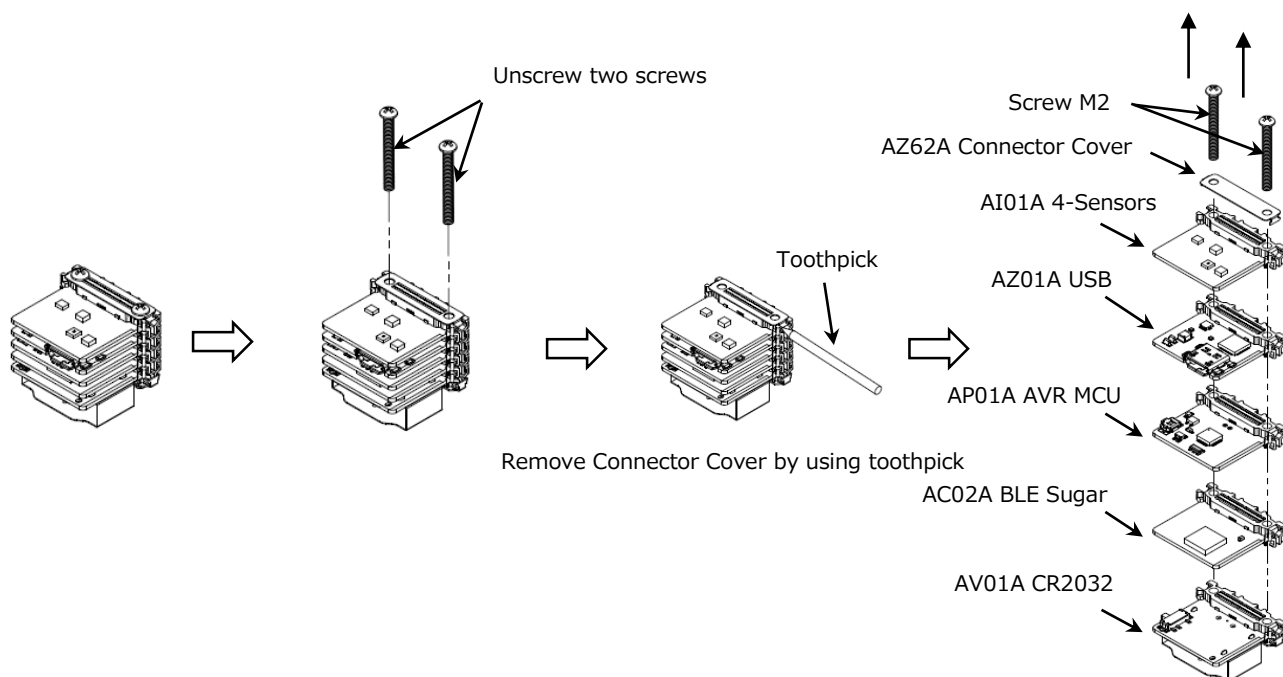 Unscrew two screws
Toothpick
Remove Connector Cover by using toothpick
Screw M2
AZ62A Connector Cover
AI01A 4-Sensors
AZ01A USB
AP01A AVR MCU
AC02A BLE Sugar
AV01A CR2032